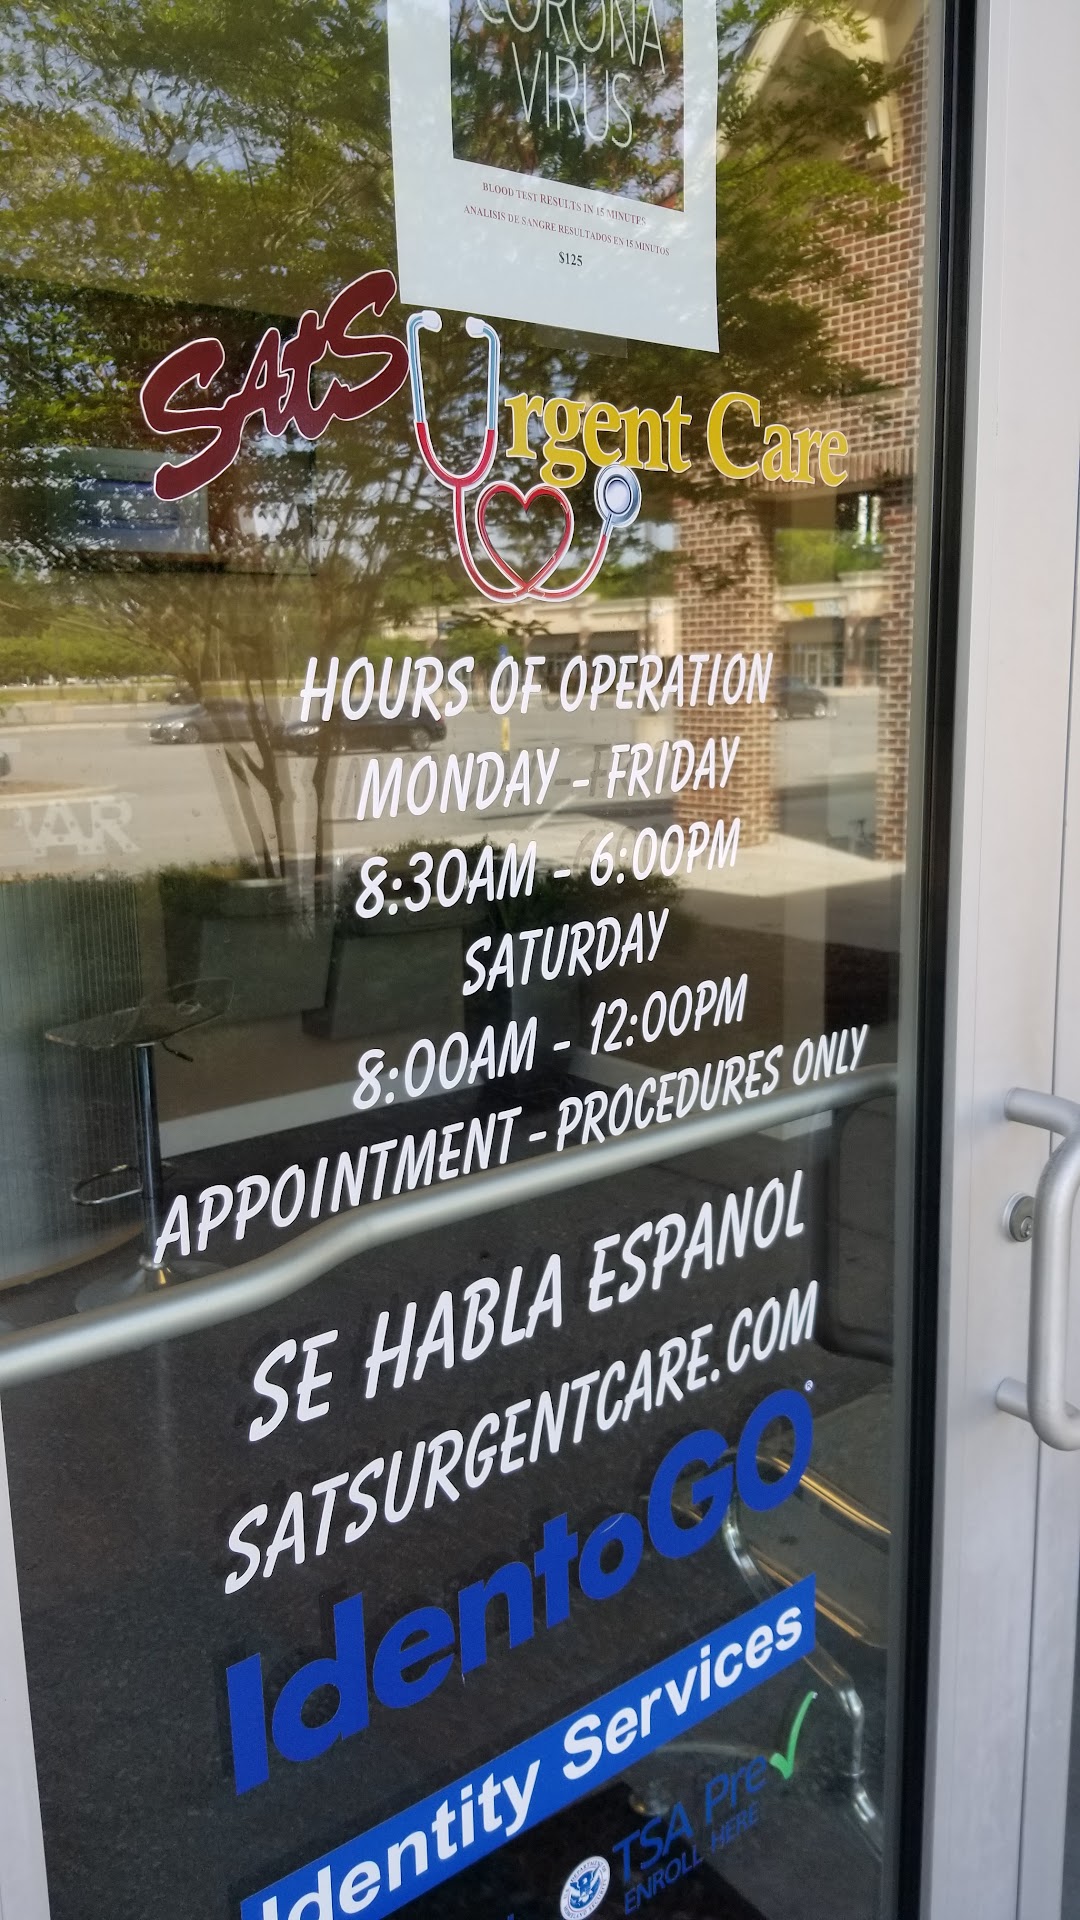 CORONA
VIRUS
BLOOD TEST RESULTS IN 15 MINUTES
ANALISIS DE SANGRE RESULTADOS EN 15 MINUTOS
$125
SAtS Urgent Care
HOURS OF OPERATION
MONDAY - FRIDAY
8:30AM - 6:00PM
SATURDAY
8:00AM - 12:00PM
APPOINTMENT - PROCEDURES ONLY
SE HABLA ESPANOL
SATSURGENTCARE.COM
IdentoGO®
Identity Services
TSA Pre✓
ENROLL HERE